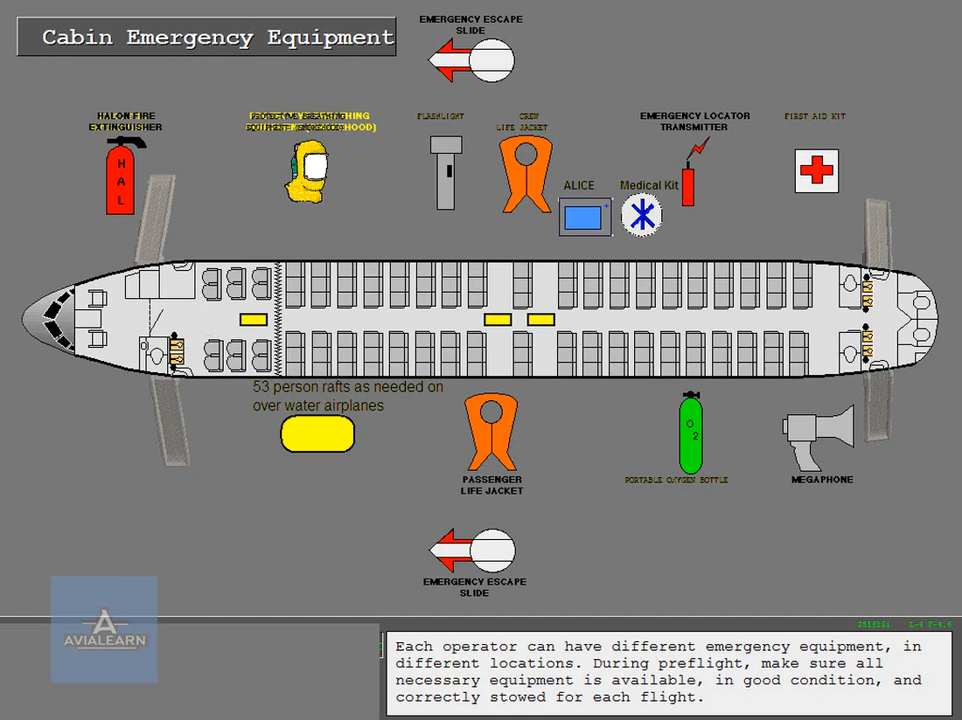 Cabin Emergency Equipment
EMERGENCY ESCAPE
SLIDE
HALON FIRE
EXTINGUISHER
FLASHLIGHT
CREW
LIFE JACKET
EMERGENCY LOCATOR
TRANSMITTER
FIRST AID KIT
H
A
L
ALICE
Medical Kit
53 person rafts as needed on
over water airplanes
O
2
PASSENGER
LIFE JACKET
PORTABLE OXYGEN BOTTLE
MEGAPHONE
EMERGENCY ESCAPE
SLIDE
AVIALEARN
Each operator can have different emergency equipment, in
different locations. During preflight, make sure all
necessary equipment is available, in good condition, and
correctly stowed for each flight.